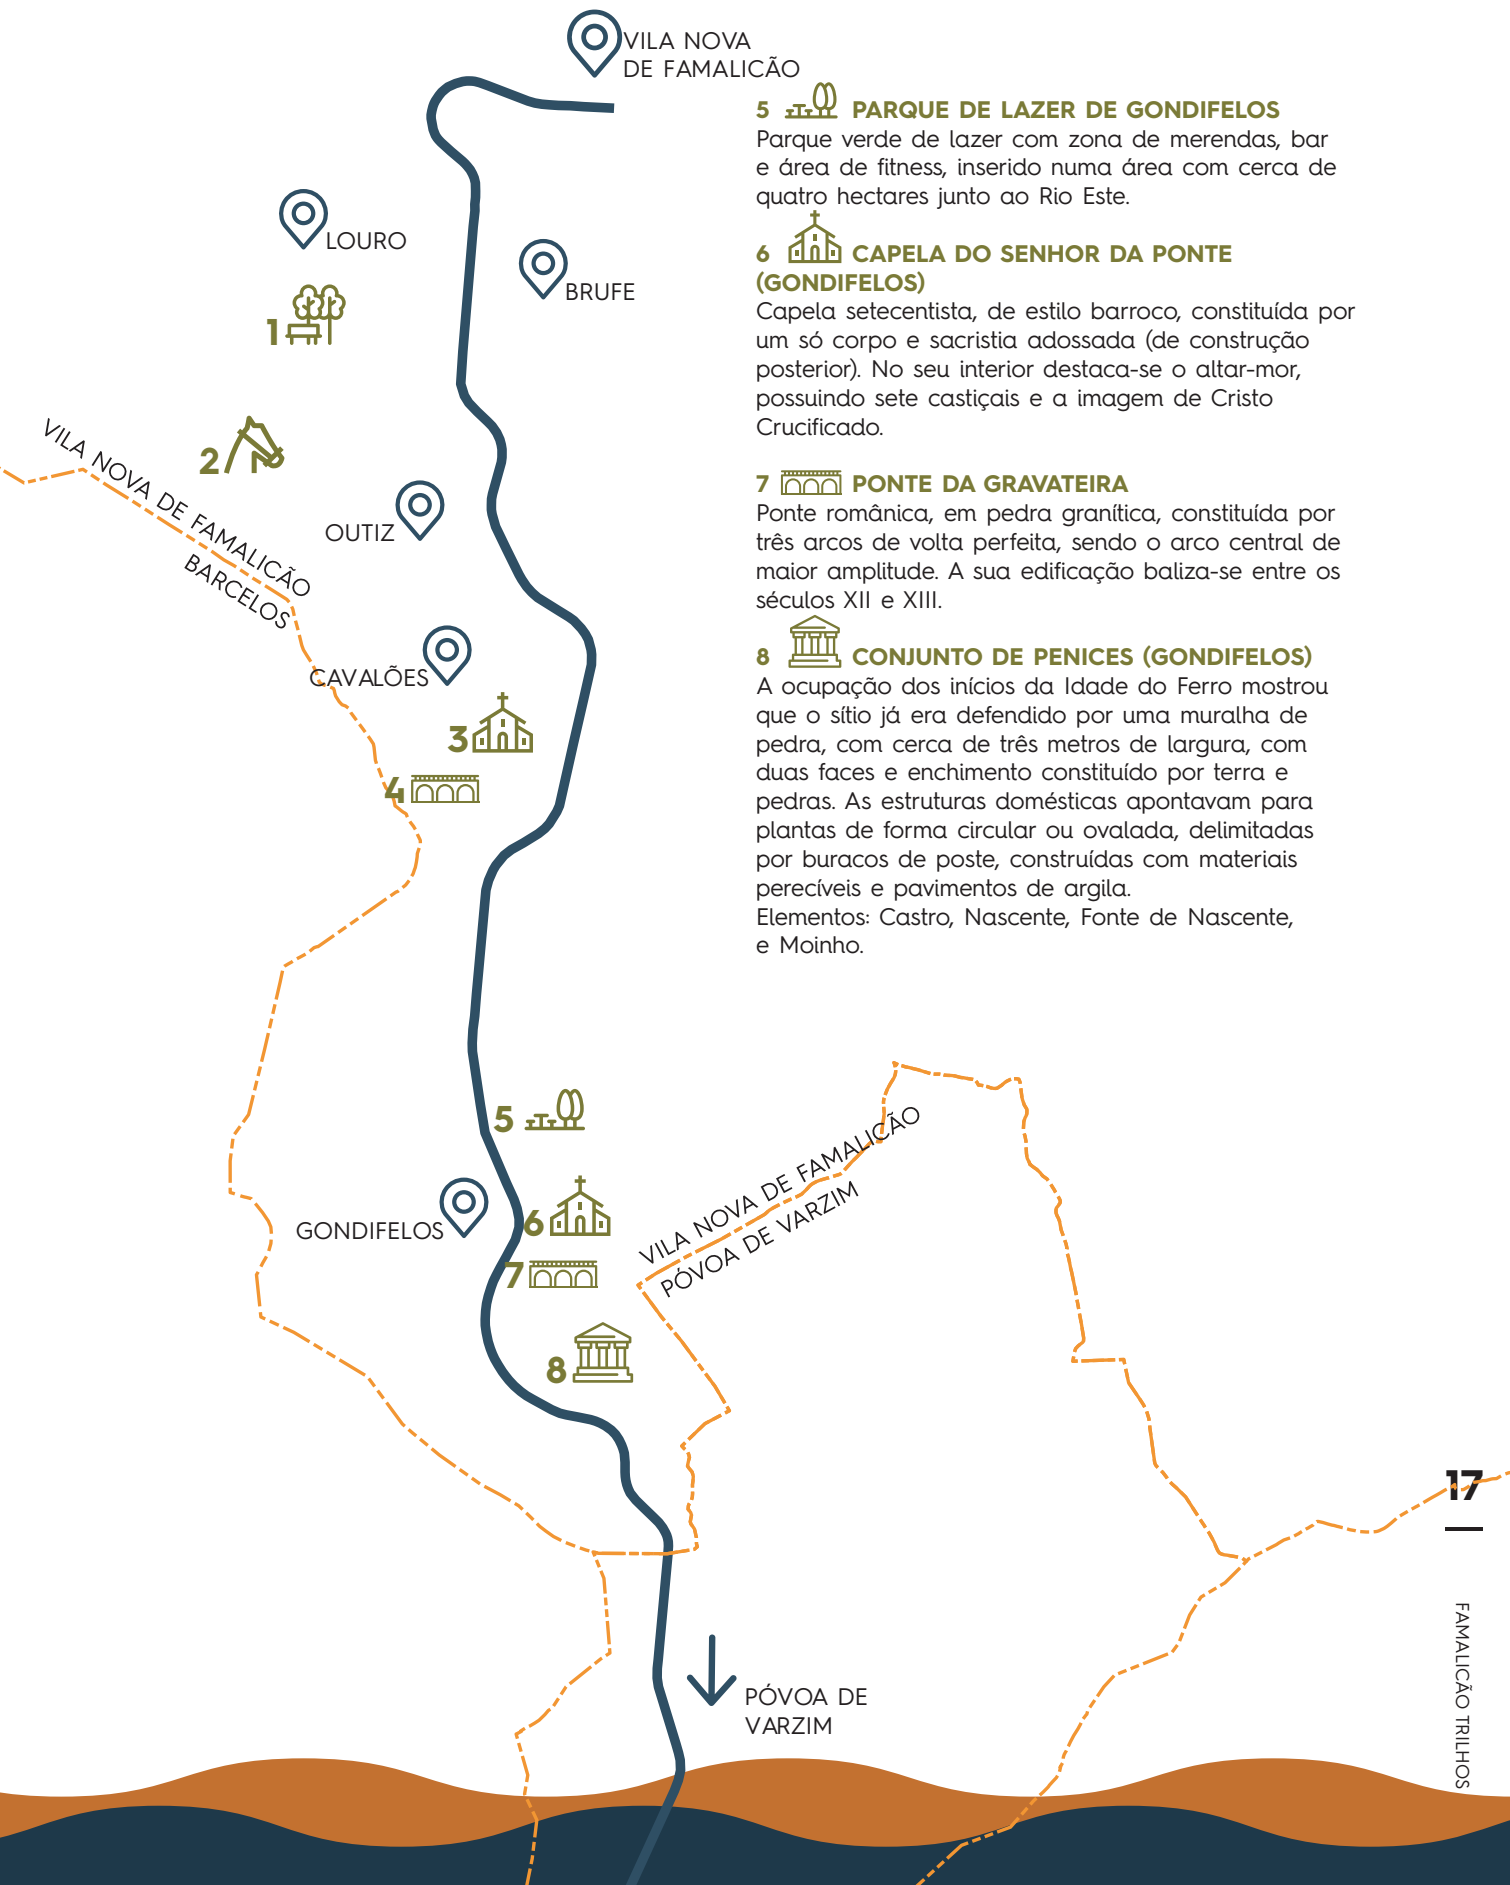 VILA NOVA
DE FAMALICÃO
LOURO
BRUFE
1
2
VILA NOVA DE FAMALICÃO
BARCELOS
OUTIZ
CAVALÕES
3
4
5
GONDIFELOS
6
7
8
VILA NOVA DE FAMALICÃO
PÓVOA DE VARZIM
PÓVOA DE
VARZIM
5 PARQUE DE LAZER DE GONDIFELOS
Parque verde de lazer com zona de merendas, bar
e área de fitness, inserido numa área com cerca de
quatro hectares junto ao Rio Este.
6 CAPELA DO SENHOR DA PONTE
(GONDIFELOS)
Capela setecentista, de estilo barroco, constituída por
um só corpo e sacristia adossada (de construção
posterior). No seu interior destaca-se o altar-mor,
possuindo sete castiçais e a imagem de Cristo
Crucificado.
7 PONTE DA GRAVATEIRA
Ponte românica, em pedra granítica, constituída por
três arcos de volta perfeita, sendo o arco central de
maior amplitude. A sua edificação baliza-se entre os
séculos XII e XIII.
8 CONJUNTO DE PENICES (GONDIFELOS)
A ocupação dos inícios da Idade do Ferro mostrou
que o sítio já era defendido por uma muralha de
pedra, com cerca de três metros de largura, com
duas faces e enchimento constituído por terra e
pedras. As estruturas domésticas apontavam para
plantas de forma circular ou ovalada, delimitadas
por buracos de poste, construídas com materiais
perecíveis e pavimentos de argila.
Elementos: Castro, Nascente, Fonte de Nascente,
e Moinho.
17
FAMALICÃO TRILHOS